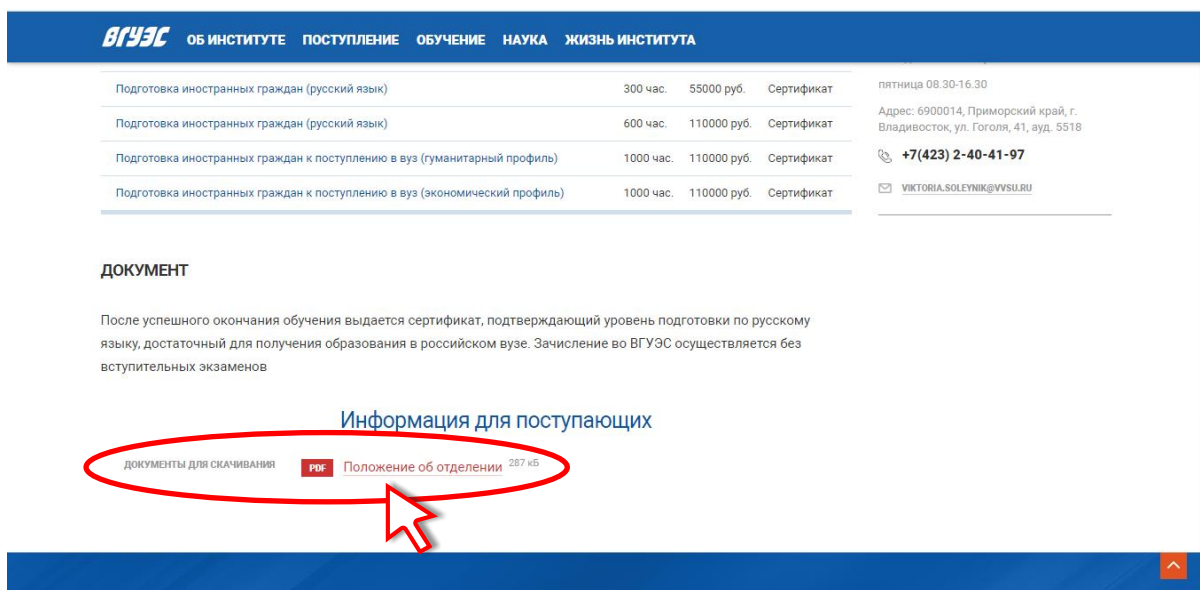 ВГУЭС ОБ ИНСТИТУТЕ ПОСТУПЛЕНИЕ ОБУЧЕНИЕ НАУКА ЖИЗНЬ ИНСТИТУТА
Подготовка иностранных граждан (русский язык) 300 час. 55000 руб. Сертификат
Подготовка иностранных граждан (русский язык) 600 час. 110000 руб. Сертификат
Подготовка иностранных граждан к поступлению в вуз (гуманитарный профиль) 1000 час. 110000 руб. Сертификат
Подготовка иностранных граждан к поступлению в вуз (экономический профиль) 1000 час. 110000 руб. Сертификат
пятница 08.30-16.30
Адрес: 6900014, Приморский край, г.
Владивосток, ул. Гоголя, 41, ауд. 5518
+7(423) 2-40-41-97
VIKTORIA.SOLEYNIK@VVSU.RU
ДОКУМЕНТ
После успешного окончания обучения выдается сертификат, подтверждающий уровень подготовки по русскому
языку, достаточный для получения образования в российском вузе. Зачисление во ВГУЭС осуществляется без
вступительных экзаменов
Информация для поступающих
ДОКУМЕНТЫ ДЛЯ СКАЧИВАНИЯ PDF Положение об отделении 287 кБ